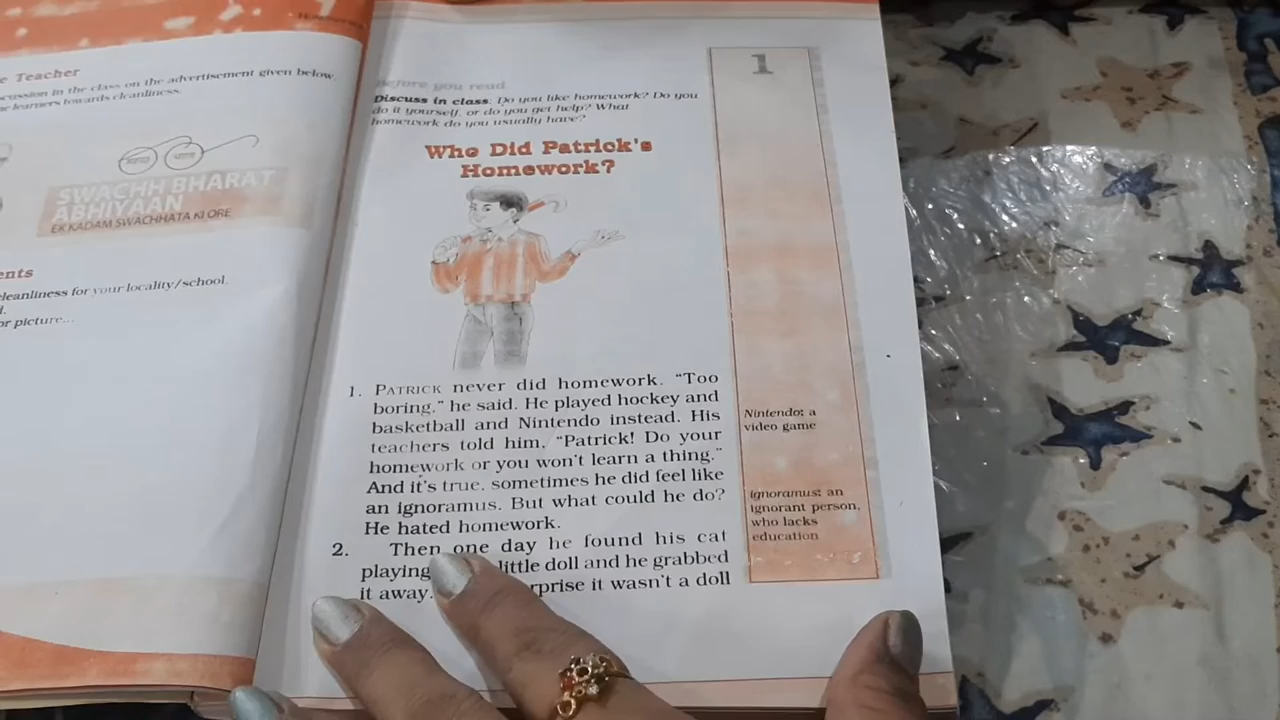 e Teacher
cussion in the class on the advertisement given below.
e learners towards cleanliness.
SWACHH BHARAT
ABHIYAAN
EK KADAM SWACHHATA KI ORE
ents
cleanliness for your locality/school.
d.
or picture...
1
Before you read
Discuss in class: Do you like homework? Do you
do it yourself, or do you get help? What
homework do you usually have?
Who Did Patrick's
Homework?
1. PATRICK never did homework. “Too
boring,” he said. He played hockey and
basketball and Nintendo instead. His
teachers told him, “Patrick! Do your
homework or you won't learn a thing.”
And it's true, sometimes he did feel like
an ignoramus. But what could he do?
He hated homework.
2. Then one day he found his cat
playing little doll and he grabbed
it away. rprise it wasn't a doll
Nintendo: a
video game
Ignoramus: an
ignorant person,
who lacks
education